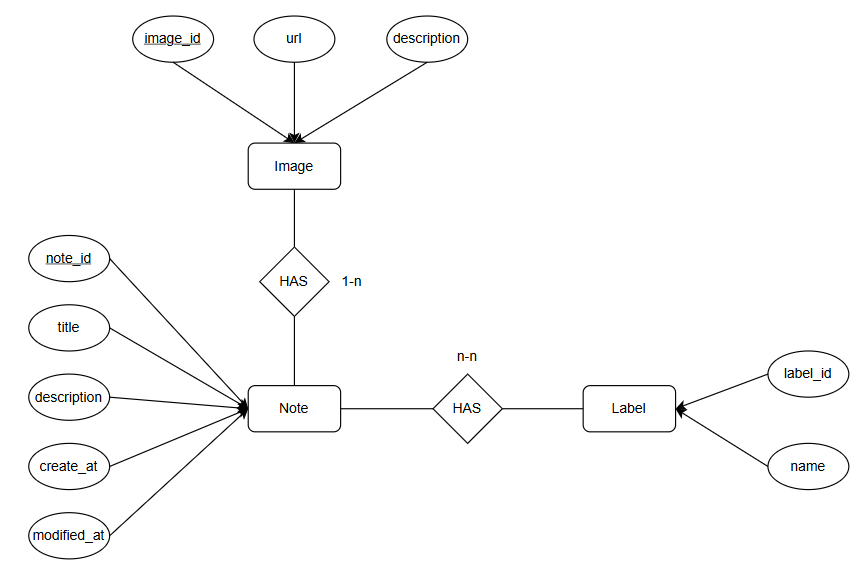 image_id
url
description
Image
note_id
HAS
1-n
title
n-n
label_id
description
Note
HAS
Label
create_at
name
modified_at